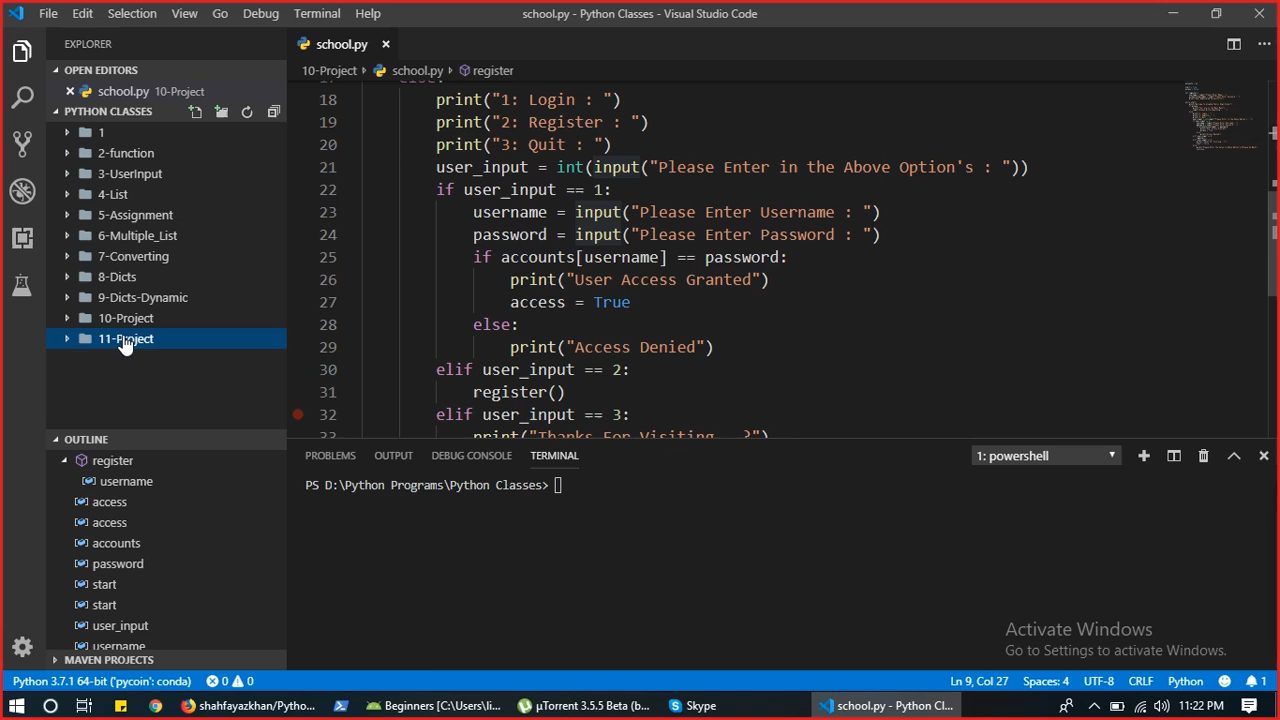 File Edit Selection View Go Debug Terminal Help
school.py - Python Classes - Visual Studio Code
EXPLORER
OPEN EDITORS
school.py 10-Project
PYTHON CLASSES
1
2-function
3-UserInput
4-List
5-Assignment
6-Multiple_List
7-Converting
8-Dicts
9-Dicts-Dynamic
10-Project
11-Project
OUTLINE
register
username
access
access
accounts
password
start
start
user_input
username
MAVEN PROJECTS
school.py
10-Project school.py register
17 else:
18 print("1: Login : ")
19 print("2: Register : ")
20 print("3: Quit : ")
21 user_input = int(input("Please Enter in the Above Option's : "))
22 if user_input == 1:
23 username = input("Please Enter Username : ")
24 password = input("Please Enter Password : ")
25 if accounts[username] == password:
26 print("User Access Granted")
27 access = True
28 else:
29 print("Access Denied")
30 elif user_input == 2:
31 register()
32 elif user_input == 3:
33 print("Thanks For Visiting...?")
PROBLEMS OUTPUT DEBUG CONSOLE TERMINAL
1: powershell
PS D:\Python Programs\Python Classes>
Activate Windows
Go to Settings to activate Windows.
Python 3.7.1 64-bit ('pycoin': conda) 0 0
Ln 9, Col 27 Spaces: 4 UTF-8 CRLF Python 1
shahfayazkhan/Pytho... Beginners [C:\Users\li... µTorrent 3.5.5 Beta (b... Skype school.py - Python Cl... 11:22 PM